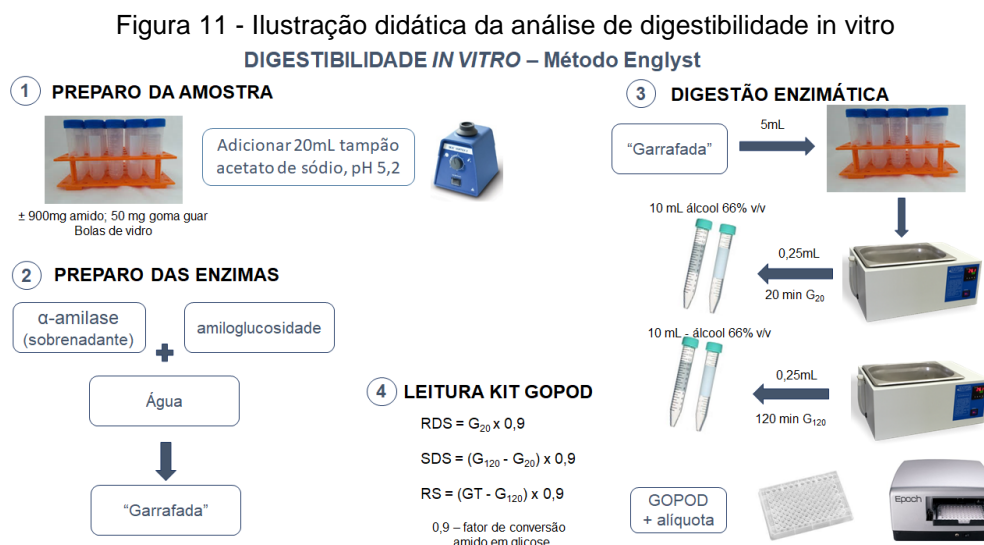 Figura 11 - Ilustração didática da análise de digestibilidade in vitro
DIGESTIBILIDADE IN VITRO – Método Englyst
1 PREPARO DA AMOSTRA
Adicionar 20mL tampão
acetato de sódio, pH 5,2
± 900mg amido; 50 mg goma guar
Bolas de vidro
2 PREPARO DAS ENZIMAS
α-amilase
(sobrenadante)
amiloglucosidade
Água
“Garrafada”
3 DIGESTÃO ENZIMÁTICA
“Garrafada”
5mL
10 mL álcool 66% v/v
0,25mL
20 min G20
10 mL - álcool 66% v/v
0,25mL
120 min G120
4 LEITURA KIT GOPOD
RDS = G20 x 0,9
SDS = (G120 - G20) x 0,9
RS = (GT - G120) x 0,9
0,9 – fator de conversão
amido em glicose
GOPOD
+ alíquota
Epoch